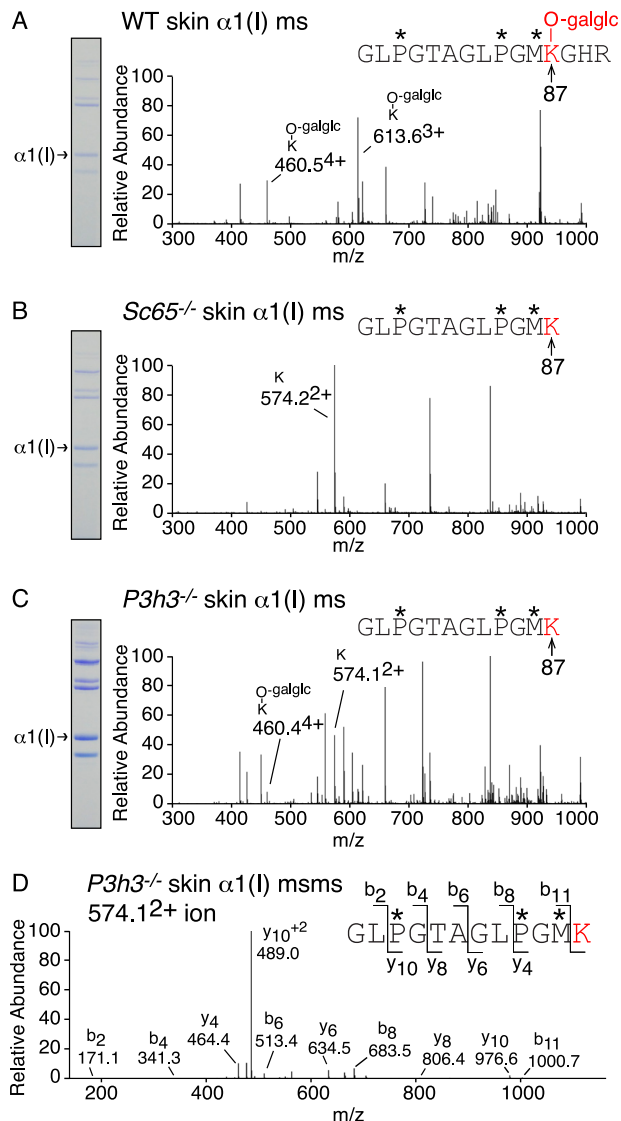 A WT skin α1(I) ms
O-galglc
* * *
GLPGTAGLPGMKGHR
87
α1(I)→
Relative Abundance
100
80
60
40
20
0
O-galglc
K
460.5⁴⁺
O-galglc
K
613.6³⁺
300 400 500 600 700 800 900 1000
m/z
B Sc65-/- skin α1(I) ms
* * *
GLPGTAGLPGMK
87
α1(I)→
Relative Abundance
100
80
60
40
20
0
K
574.2²⁺
300 400 500 600 700 800 900 1000
m/z
C P3h3-/- skin α1(I) ms
* * *
GLPGTAGLPGMK
87
α1(I)→
Relative Abundance
100
80
60
40
20
0
O-galglc
K
460.4⁴⁺
K
574.1²⁺
300 400 500 600 700 800 900 1000
m/z
D P3h3-/- skin α1(I) msms
574.1²⁺ ion
b2 b4 b6 b8 b11
* * *
GLPGTAGLPGMK
y10 y8 y6 y4
Relative Abundance
100
80
60
40
20
0
b2
171.1
b4
341.3
y4
464.4
y10⁺²
489.0
b6
513.4
y6
634.5
b8
683.5
y8
806.4
y10
976.6
b11
1000.7
200 400 600 800 1000
m/z